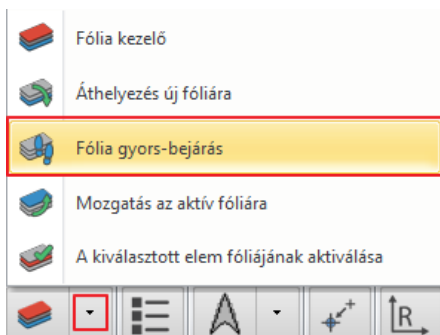 Fólia kezelő
Áthelyezés új fóliára
Fólia gyors-bejárás
Mozgatás az aktív fóliára
A kiválasztott elem fóliájának aktiválása
R